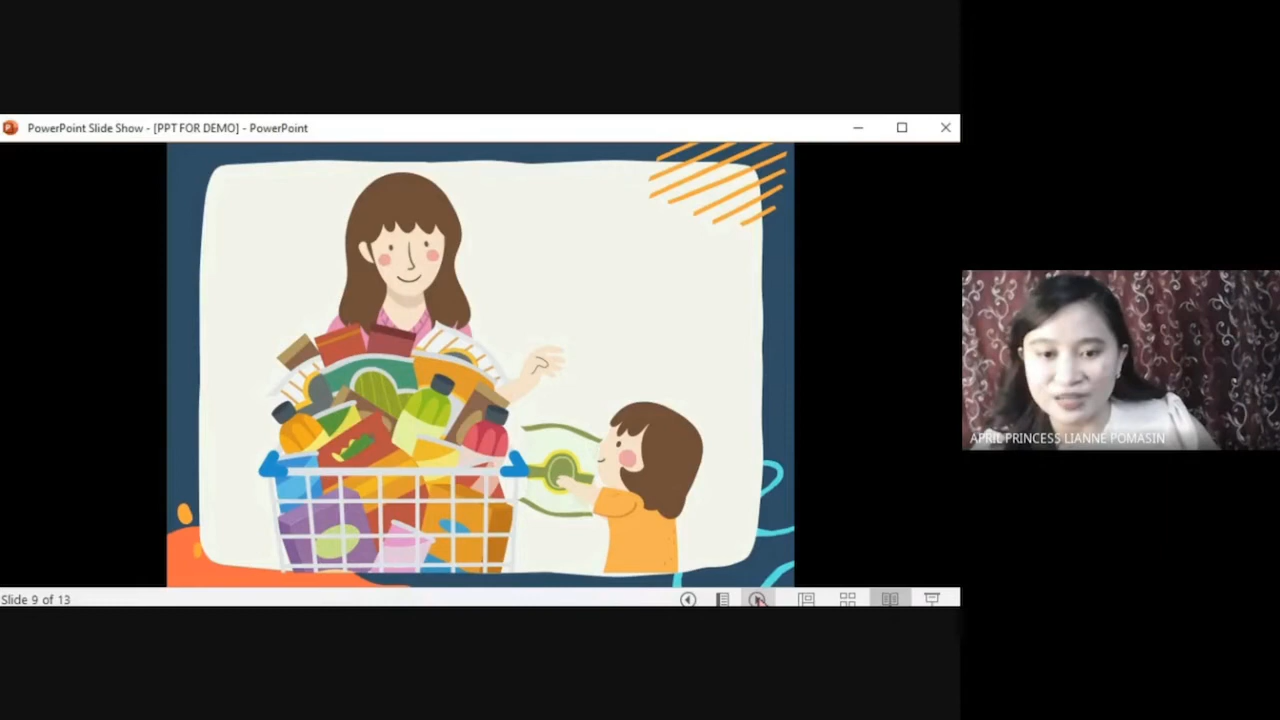 PowerPoint Slide Show - [PPT FOR DEMO] - PowerPoint
APRIL PRINCESS LIANNE POMASIN
Slide 9 of 13